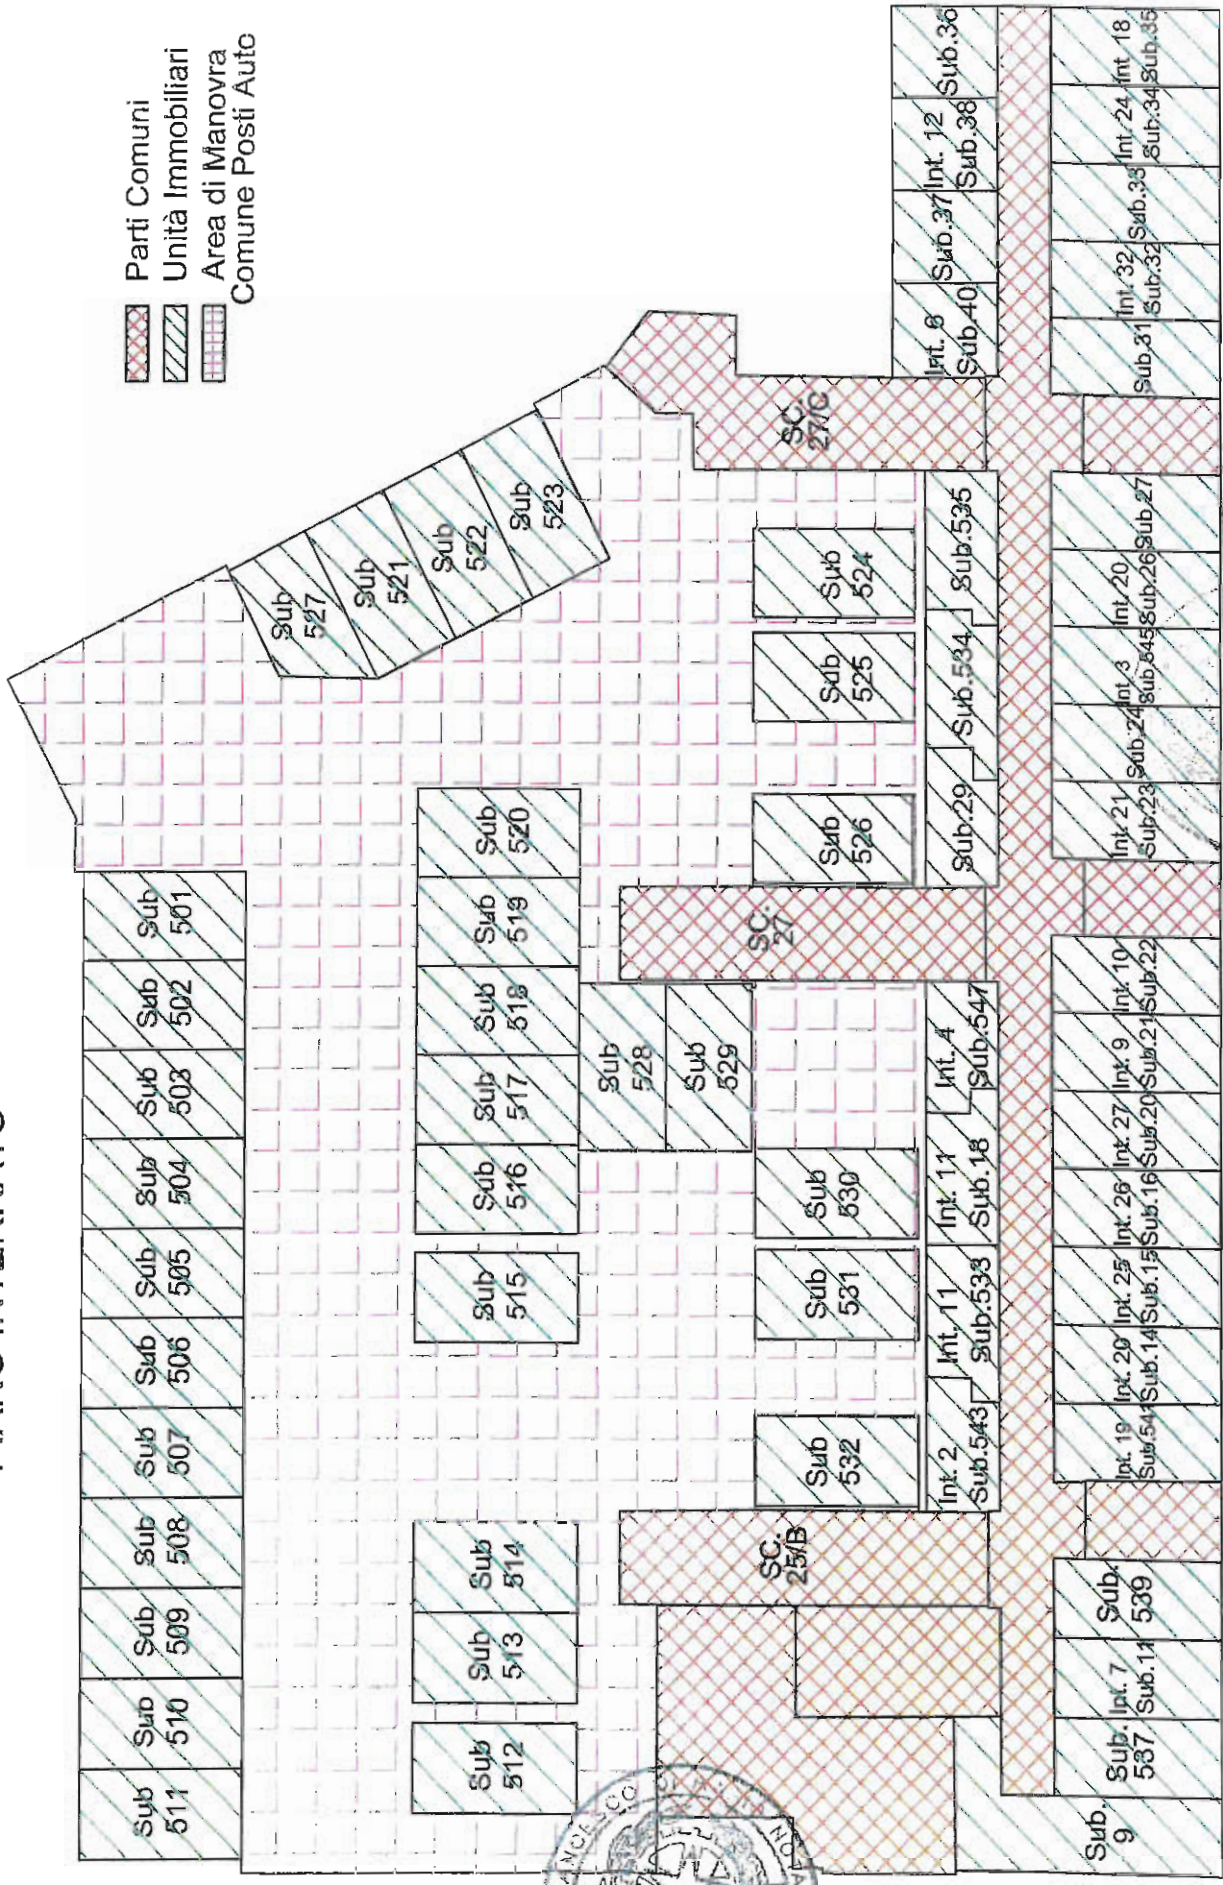 Parti Comuni
Unità Immobiliari
Area di Manovra
Comune Posti Auto
Sub
511
Sub
510
Sub
509
Sub
508
Sub
507
Sub
506
Sub
505
Sub
504
Sub
503
Sub
502
Sub
501
Sub
512
Sub
513
Sub
514
Sub
515
Sub
516
Sub
517
Sub
518
Sub
519
Sub
520
Sub
527
Sub
521
Sub
522
Sub
523
Sub
528
Sub
529
Sub
532
Sub
531
Sub
530
Sub
526
Sub
525
Sub
524
SC.
25/B
SC.
27
SC.
27/C
Int. 2
Sub.543
Int. 11
Sub.533
Int. 11
Sub.18
Int. 4
Sub.547
Sub.29
Sub.534
Sub.535
Int. 6
Sub.40
Sub.37
Int. 12
Sub.38
Sub.36
Sub.
9
Sub.
537
Int. 7
Sub.11
Sub.
539
Int. 19
Sub.541
Int. 20
Sub.14
Int. 25
Sub.15
Int. 26
Sub.16
Int. 27
Sub.20
Int. 9
Sub.21
Int. 10
Sub.22
Int. 21
Sub.23
Sub.24
Int. 3
Sub.545
Int. 20
Sub.26
Sub.27
Sub.31
Int. 32
Sub.32
Sub.33
Int. 24
Sub.34
Int 18
Sub.35